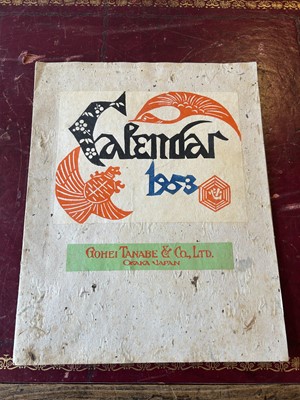 Calendar
1953
GOHEI TANABE & CO., LTD.
OSAKA-JAPAN